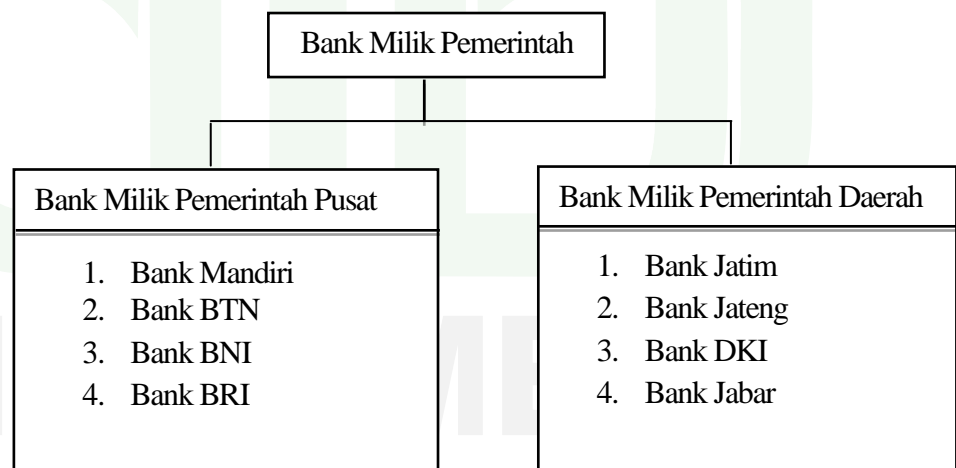 Bank Milik Pemerintah
Bank Milik Pemerintah Pusat
1. Bank Mandiri
2. Bank BTN
3. Bank BNI
4. Bank BRI
Bank Milik Pemerintah Daerah
1. Bank Jatim
2. Bank Jateng
3. Bank DKI
4. Bank Jabar